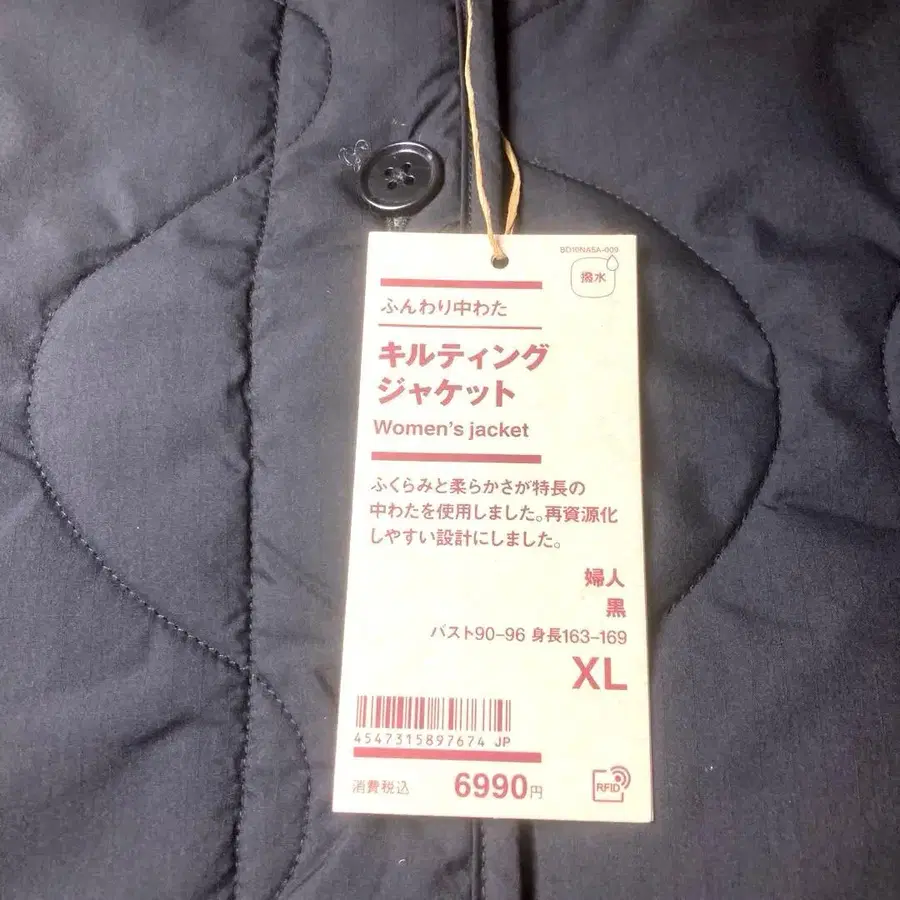 BD10NA5A-009
撥水
ふんわり中わた
キルティング
ジャケット
Women's jacket
ふくらみと柔らかさが特長の
中わたを使用しました。再資源化
しやすい設計にしました。
婦人
黒
バスト90-96 身長163-169
XL
4547315897674 JP
消費税込 6990円
RFID